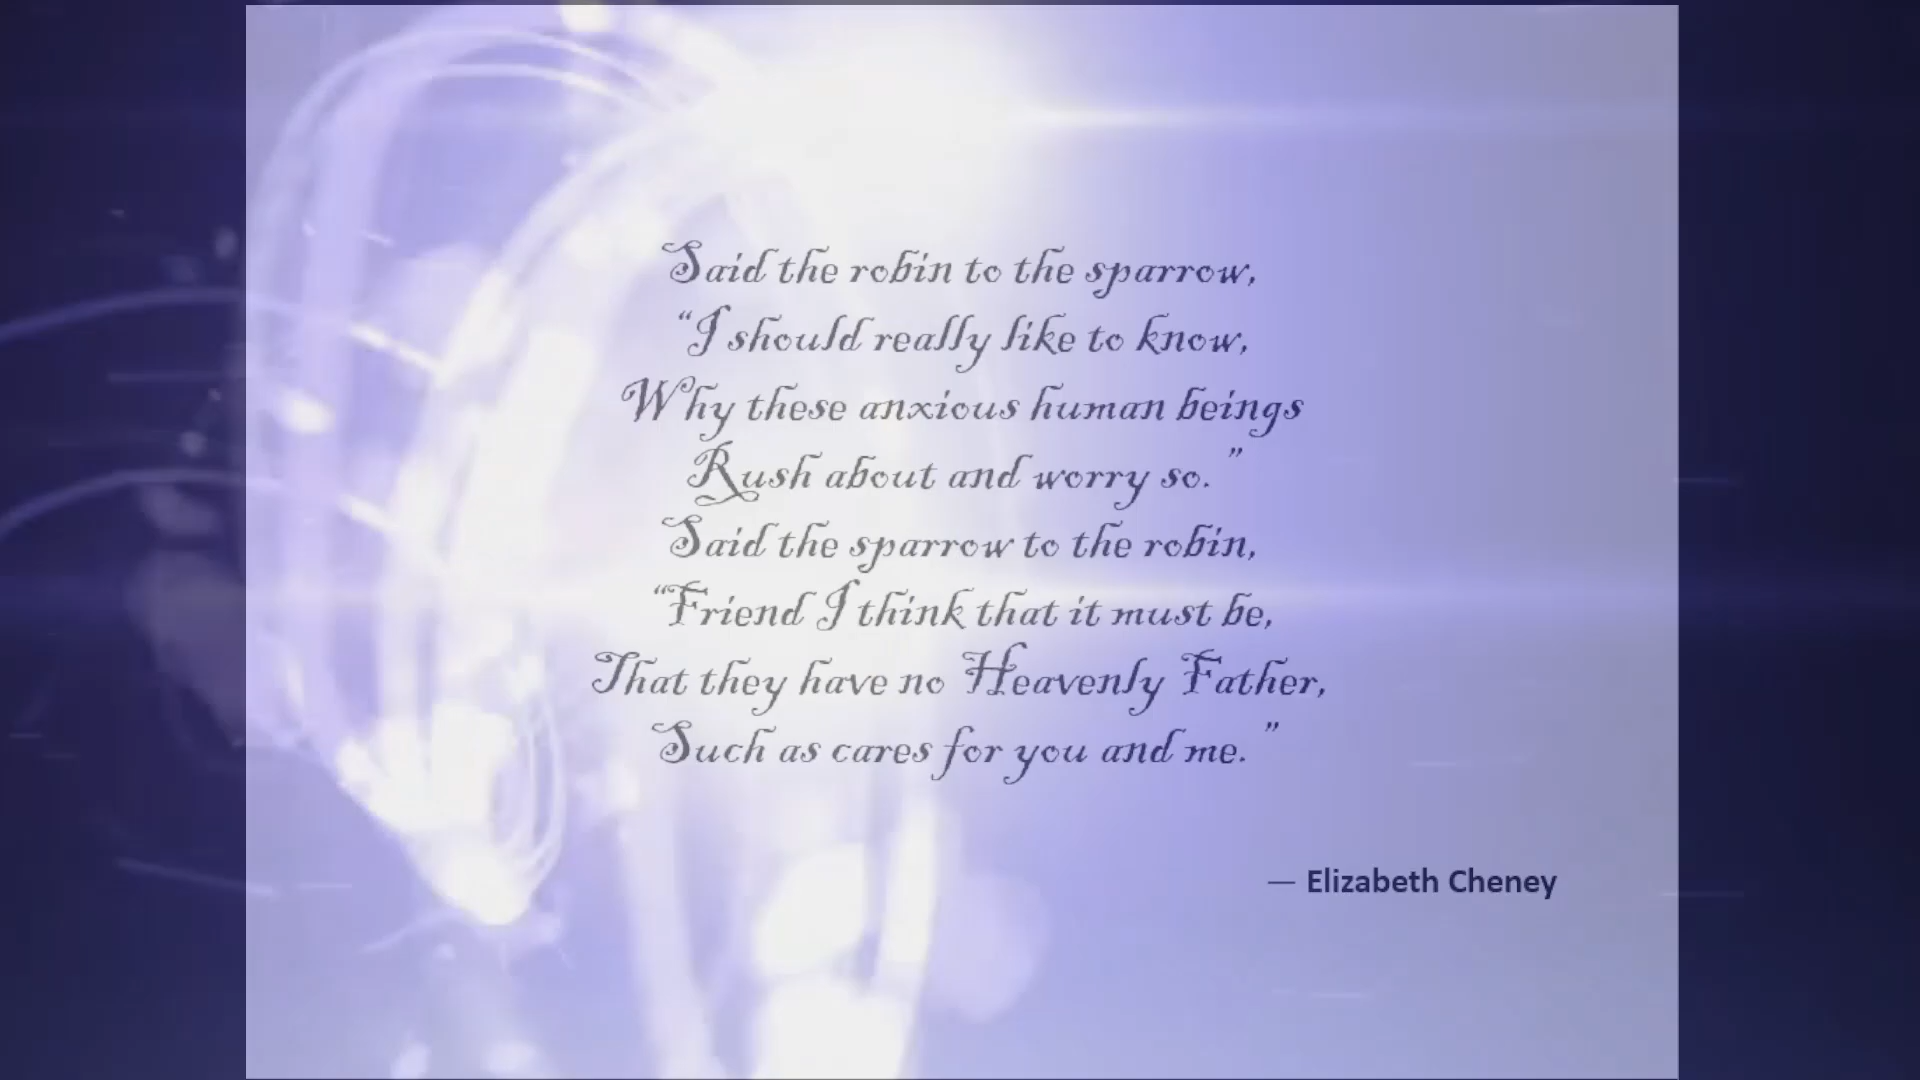 Said the robin to the sparrow,
“I should really like to know,
Why these anxious human beings
Rush about and worry so. ”
Said the sparrow to the robin,
“Friend I think that it must be,
That they have no Heavenly Father,
Such as cares for you and me. ”
— Elizabeth Cheney